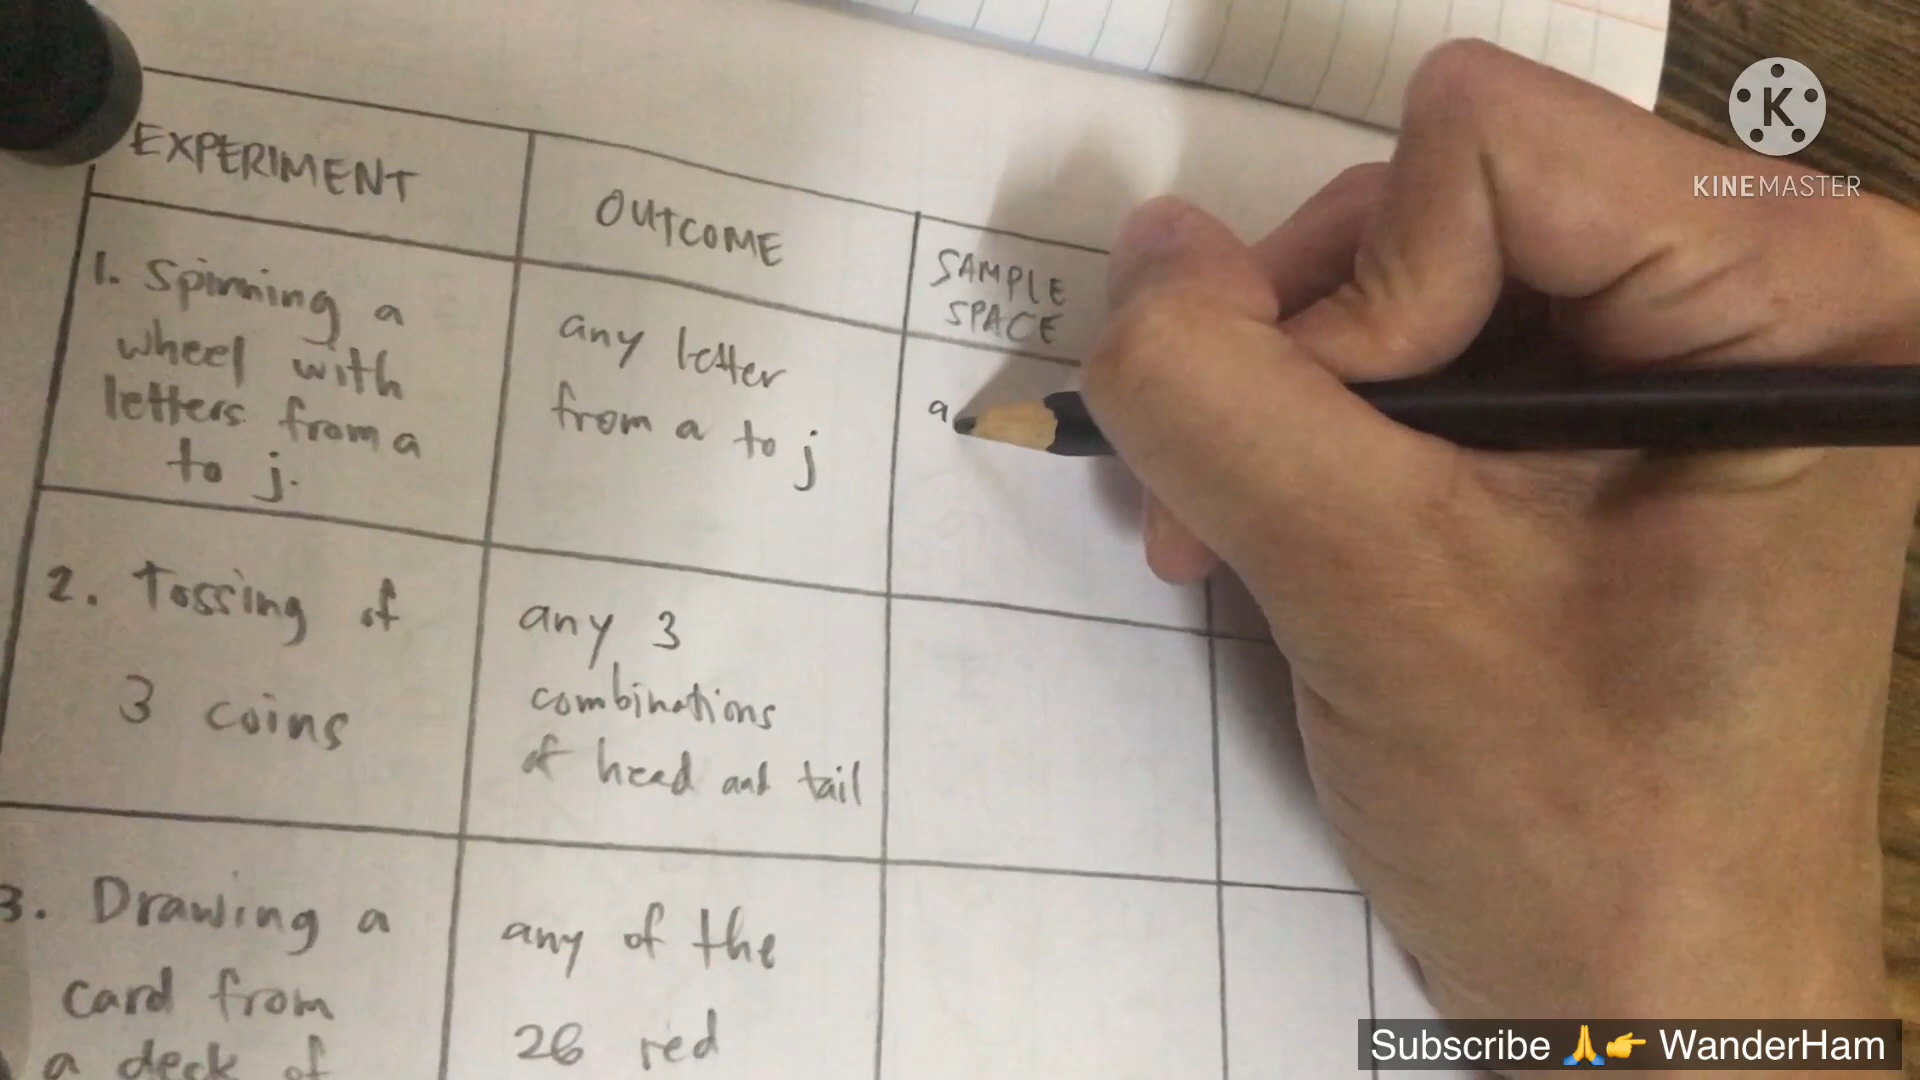 EXPERIMENT
OUTCOME
SAMPLE
SPACE
1. Spinning a
wheel with
letters from a
to j.
any letter
from a to j
a
2. Tossing of
3 coins
any 3
combinations
of head and tail
3. Drawing a
card from
a deck of
any of the
26 red
KINEMASTER
Subscribe 🙏👉 WanderHam